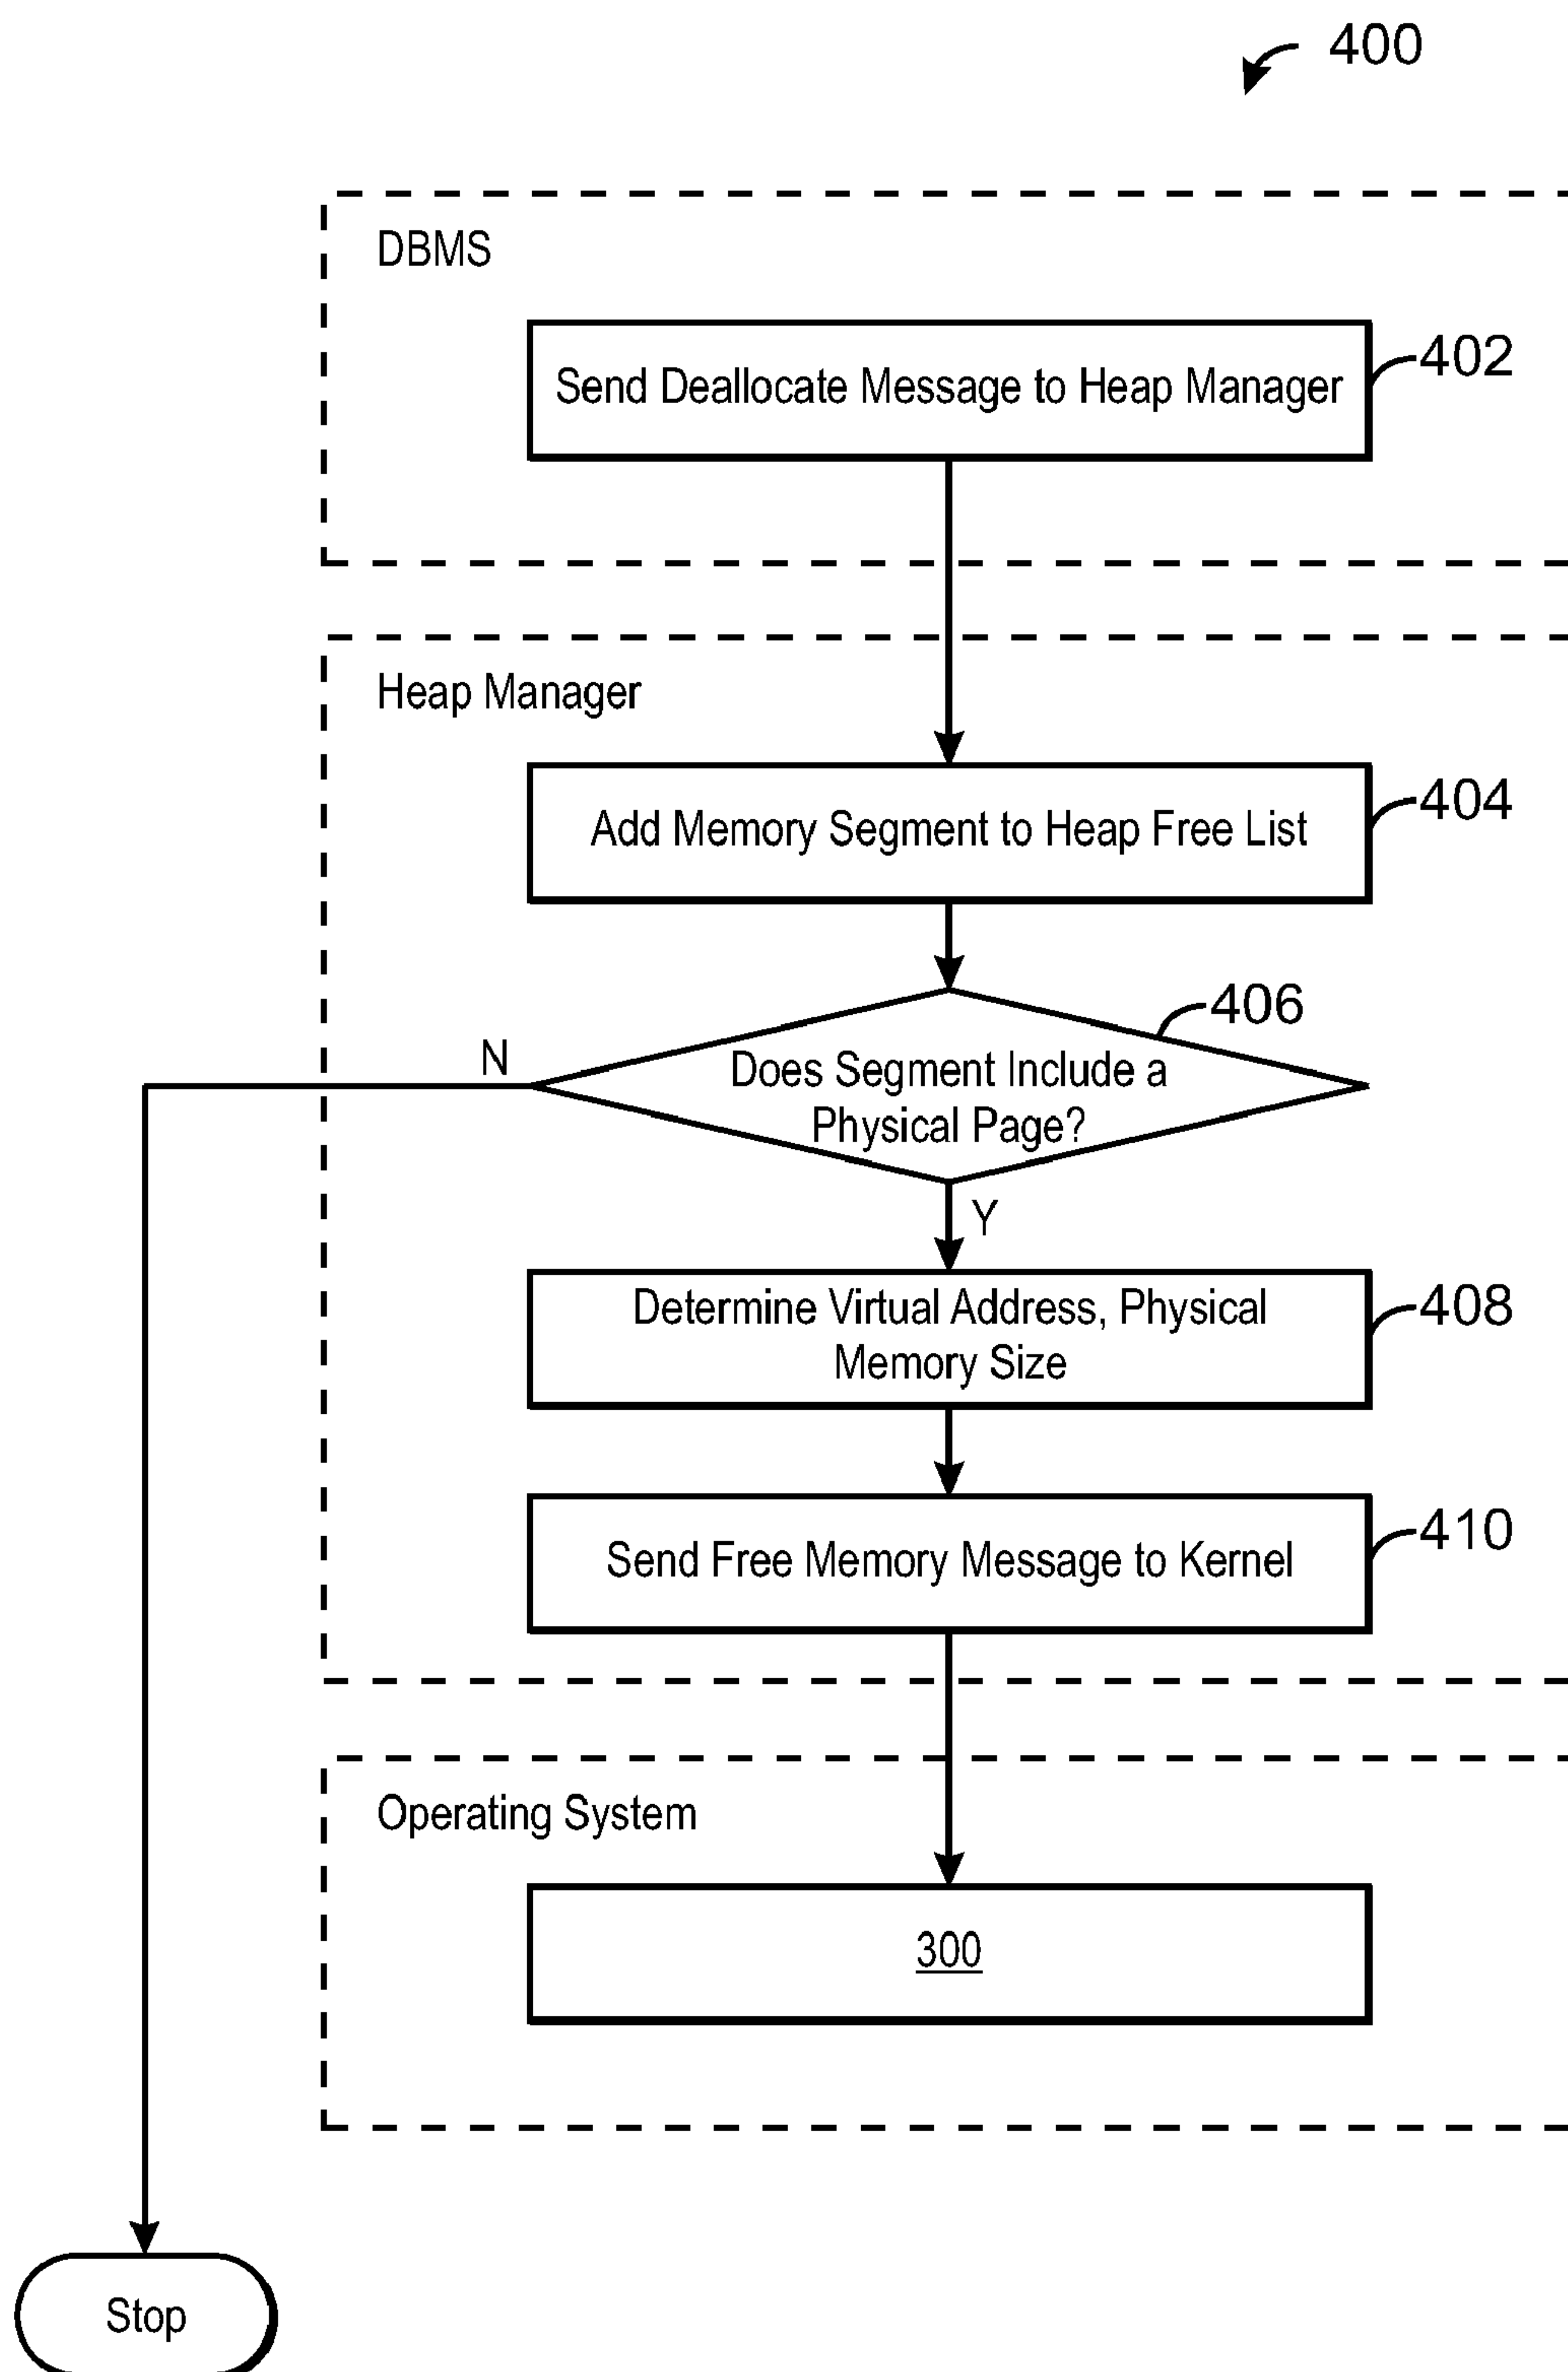 400
DBMS
Send Deallocate Message to Heap Manager
402
Heap Manager
Add Memory Segment to Heap Free List
404
406
N
Does Segment Include a
Physical Page?
Y
Determine Virtual Address, Physical
Memory Size
408
Send Free Memory Message to Kernel
410
Operating System
300
Stop